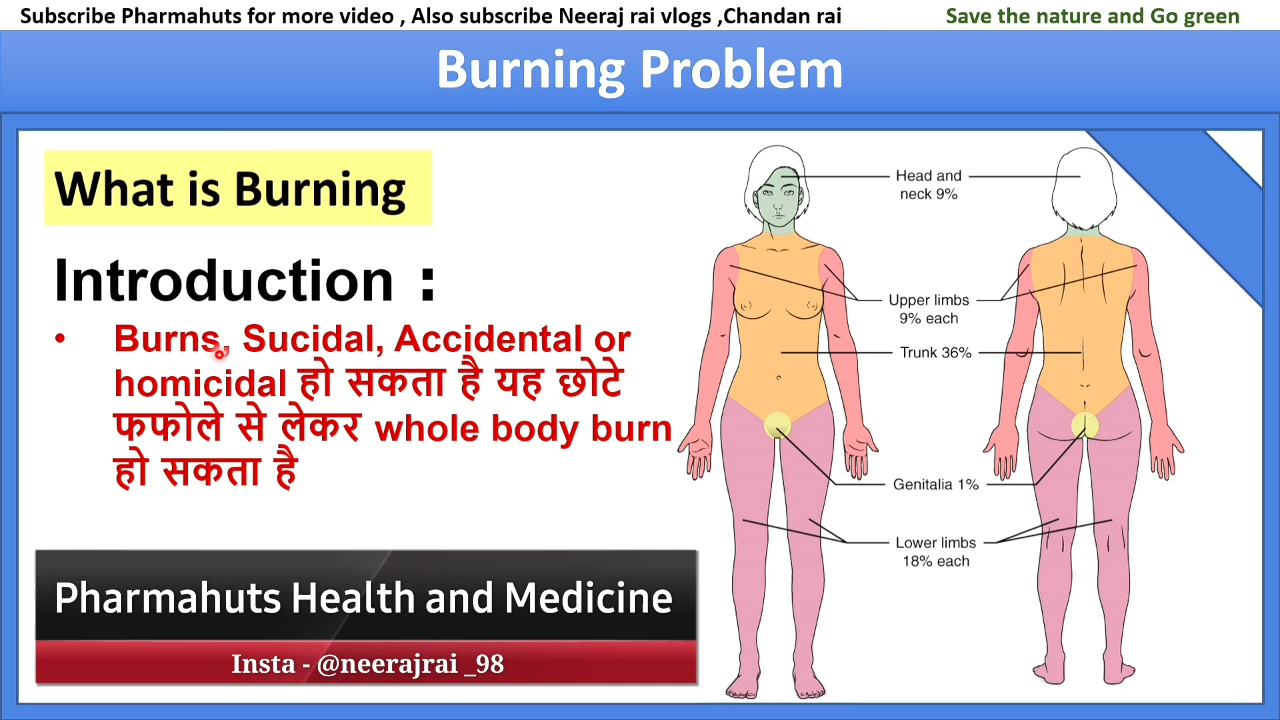 Subscribe Pharmahuts for more video , Also subscribe Neeraj rai vlogs ,Chandan rai
Save the nature and Go green
Burning Problem
What is Burning
Introduction :
• Burns, Sucidal, Accidental or
homicidal हो सकता है यह छोटे
फफोले से लेकर whole body burn
हो सकता है
Head and
neck 9%
Upper limbs
9% each
Trunk 36%
Genitalia 1%
Lower limbs
18% each
Pharmahuts Health and Medicine
Insta - @neerajrai _98